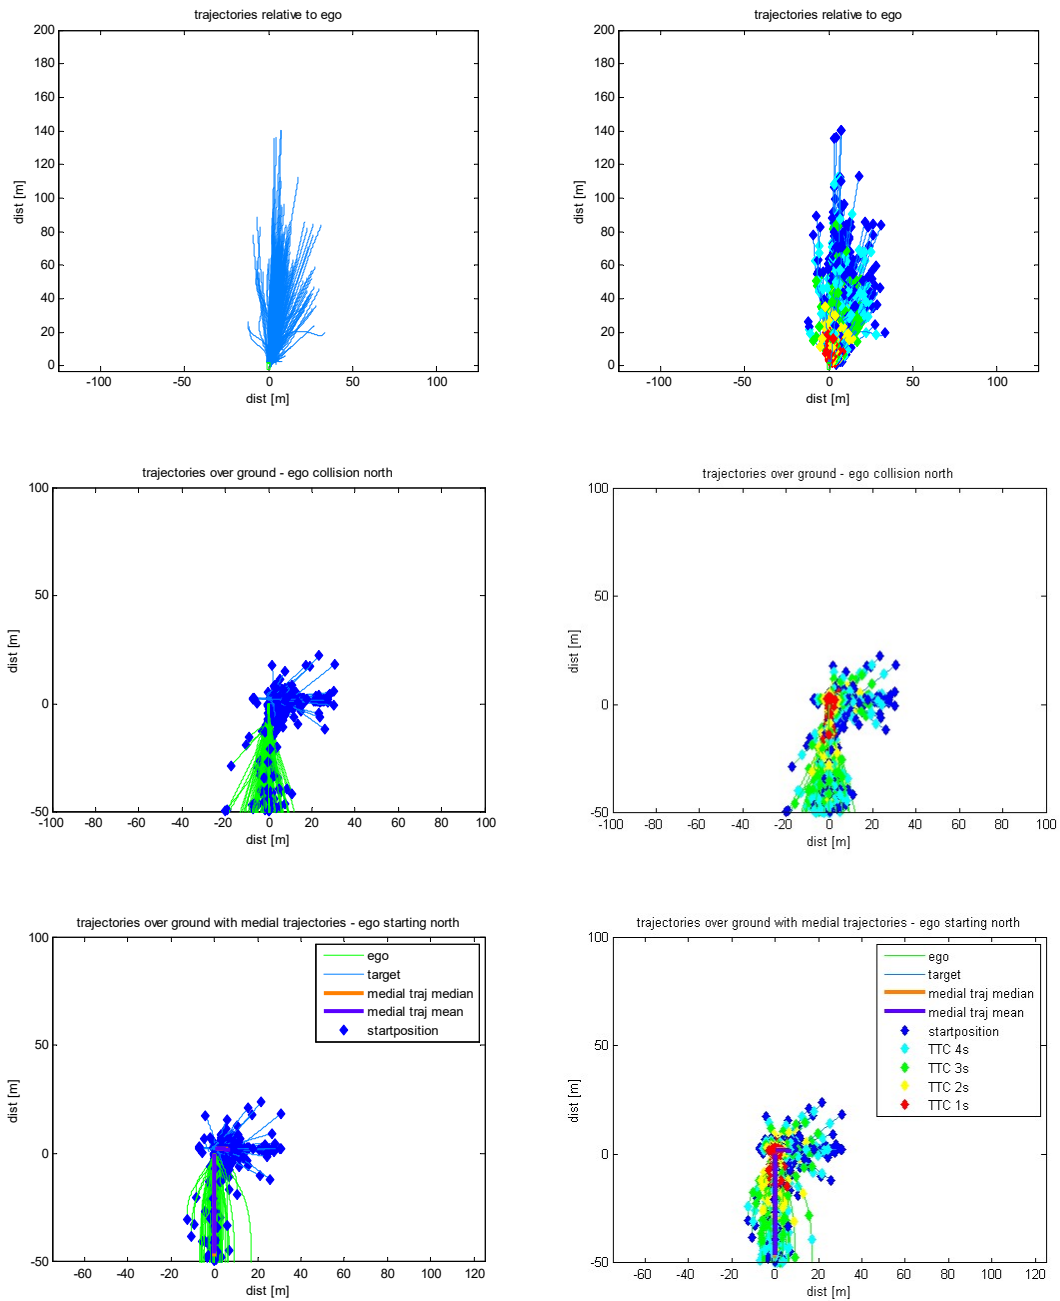 trajectories relative to ego
200
180
160
140
120
100
80
60
40
20
0
dist [m]
-100
-50
0
50
100
dist [m]
trajectories relative to ego
200
180
160
140
120
100
80
60
40
20
0
dist [m]
-100
-50
0
50
100
dist [m]
trajectories over ground - ego collision north
100
50
0
-50
dist [m]
-100
-80
-60
-40
-20
0
20
40
60
80
100
dist [m]
trajectories over ground - ego collision north
100
50
0
-50
dist [m]
-100
-80
-60
-40
-20
0
20
40
60
80
100
dist [m]
trajectories over ground with medial trajectories - ego starting north
ego
target
medial traj median
medial traj mean
startposition
100
50
0
-50
dist [m]
-60
-40
-20
0
20
40
60
80
100
120
dist [m]
trajectories over ground with medial trajectories - ego starting north
ego
target
medial traj median
medial traj mean
startposition
TTC 4s
TTC 3s
TTC 2s
TTC 1s
100
50
0
-50
dist [m]
-60
-40
-20
0
20
40
60
80
100
120
dist [m]